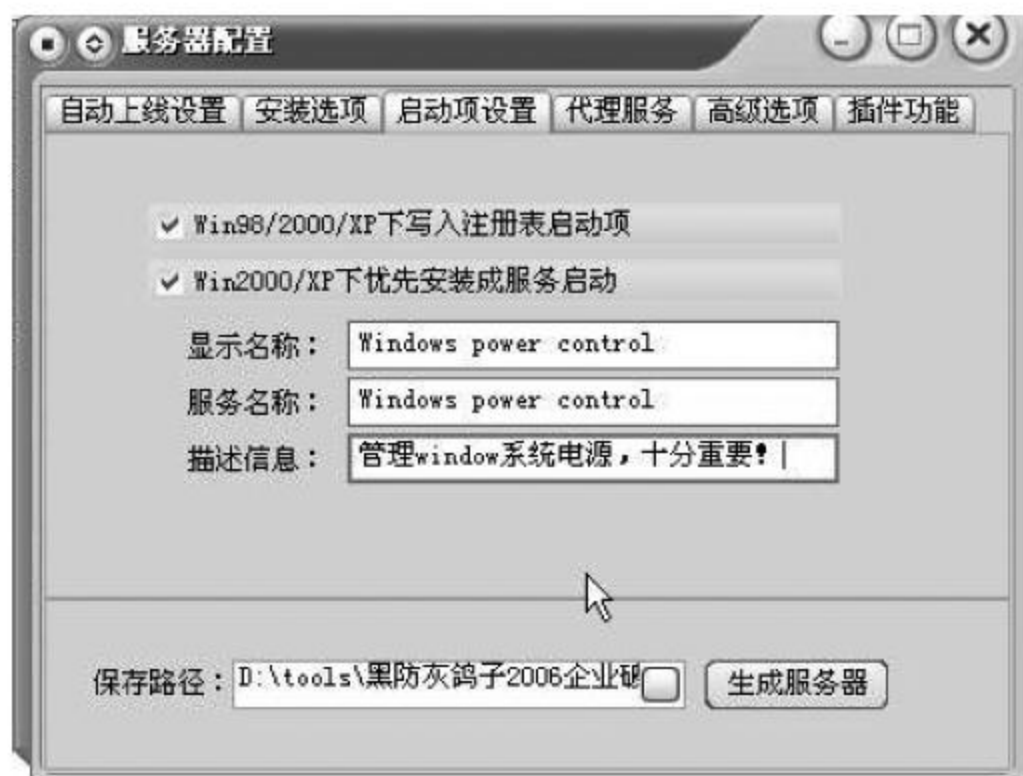 服务器配置
自动上线设置 安装选项 启动项设置 代理服务 高级选项 插件功能
Win98/2000/XP下写入注册表启动项
Win2000/XP下优先安装成服务启动
显示名称： Windows power control
服务名称： Windows power control
描述信息： 管理window系统电源，十分重要！
保存路径： D:\tools\黑防灰鸽子2006企业破 生成服务器